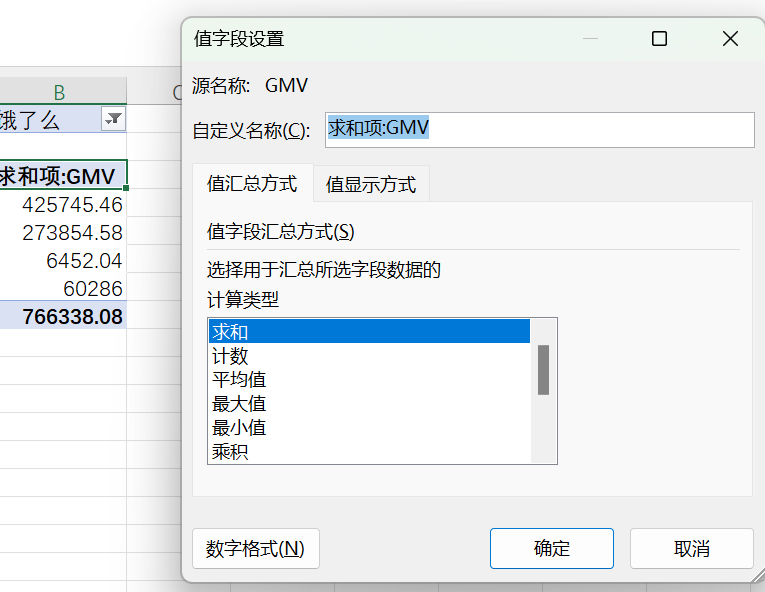 值字段设置
源名称: GMV
自定义名称(C): 求和项:GMV
值汇总方式 值显示方式
值字段汇总方式(S)
选择用于汇总所选字段数据的
计算类型
求和
计数
平均值
最大值
最小值
乘积
数字格式(N) 确定 取消
B C
饿了么
求和项:GMV
425745.46
273854.58
6452.04
60286
766338.08